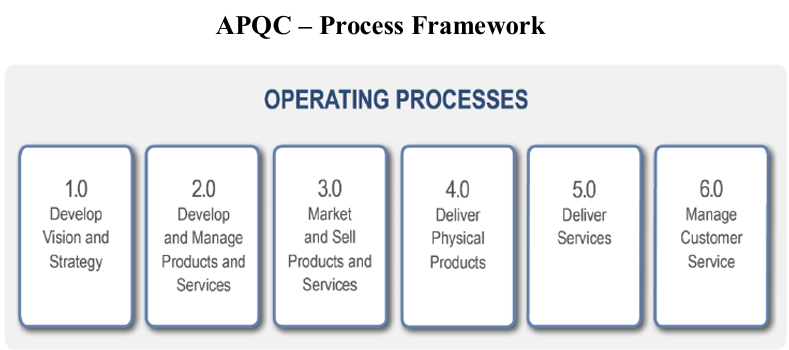 APQC – Process Framework
OPERATING PROCESSES
1.0
Develop
Vision and
Strategy
2.0
Develop
and Manage
Products and
Services
3.0
Market
and Sell
Products and
Services
4.0
Deliver
Physical
Products
5.0
Deliver
Services
6.0
Manage
Customer
Service